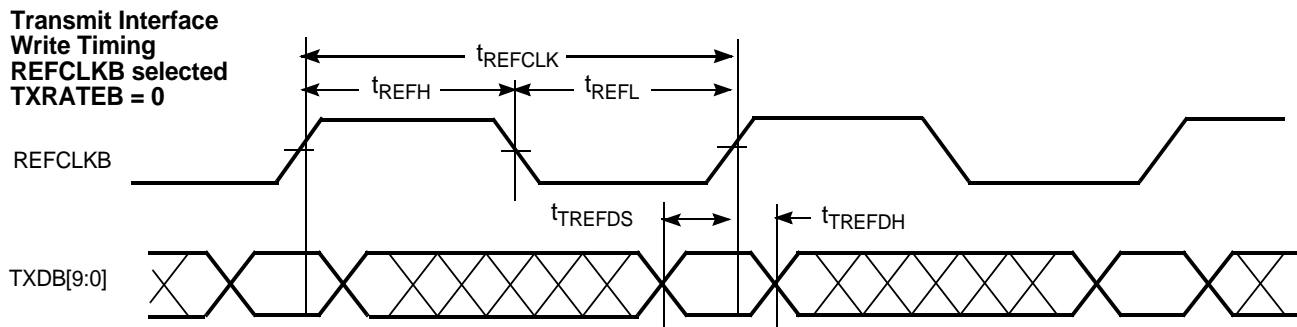 Transmit Interface
Write Timing
REFCLKB selected
TXRATEB = 0
tREFCLK
tREFH
tREFL
REFCLKB
tTREFDS
tTREFDH
TXDB[9:0]